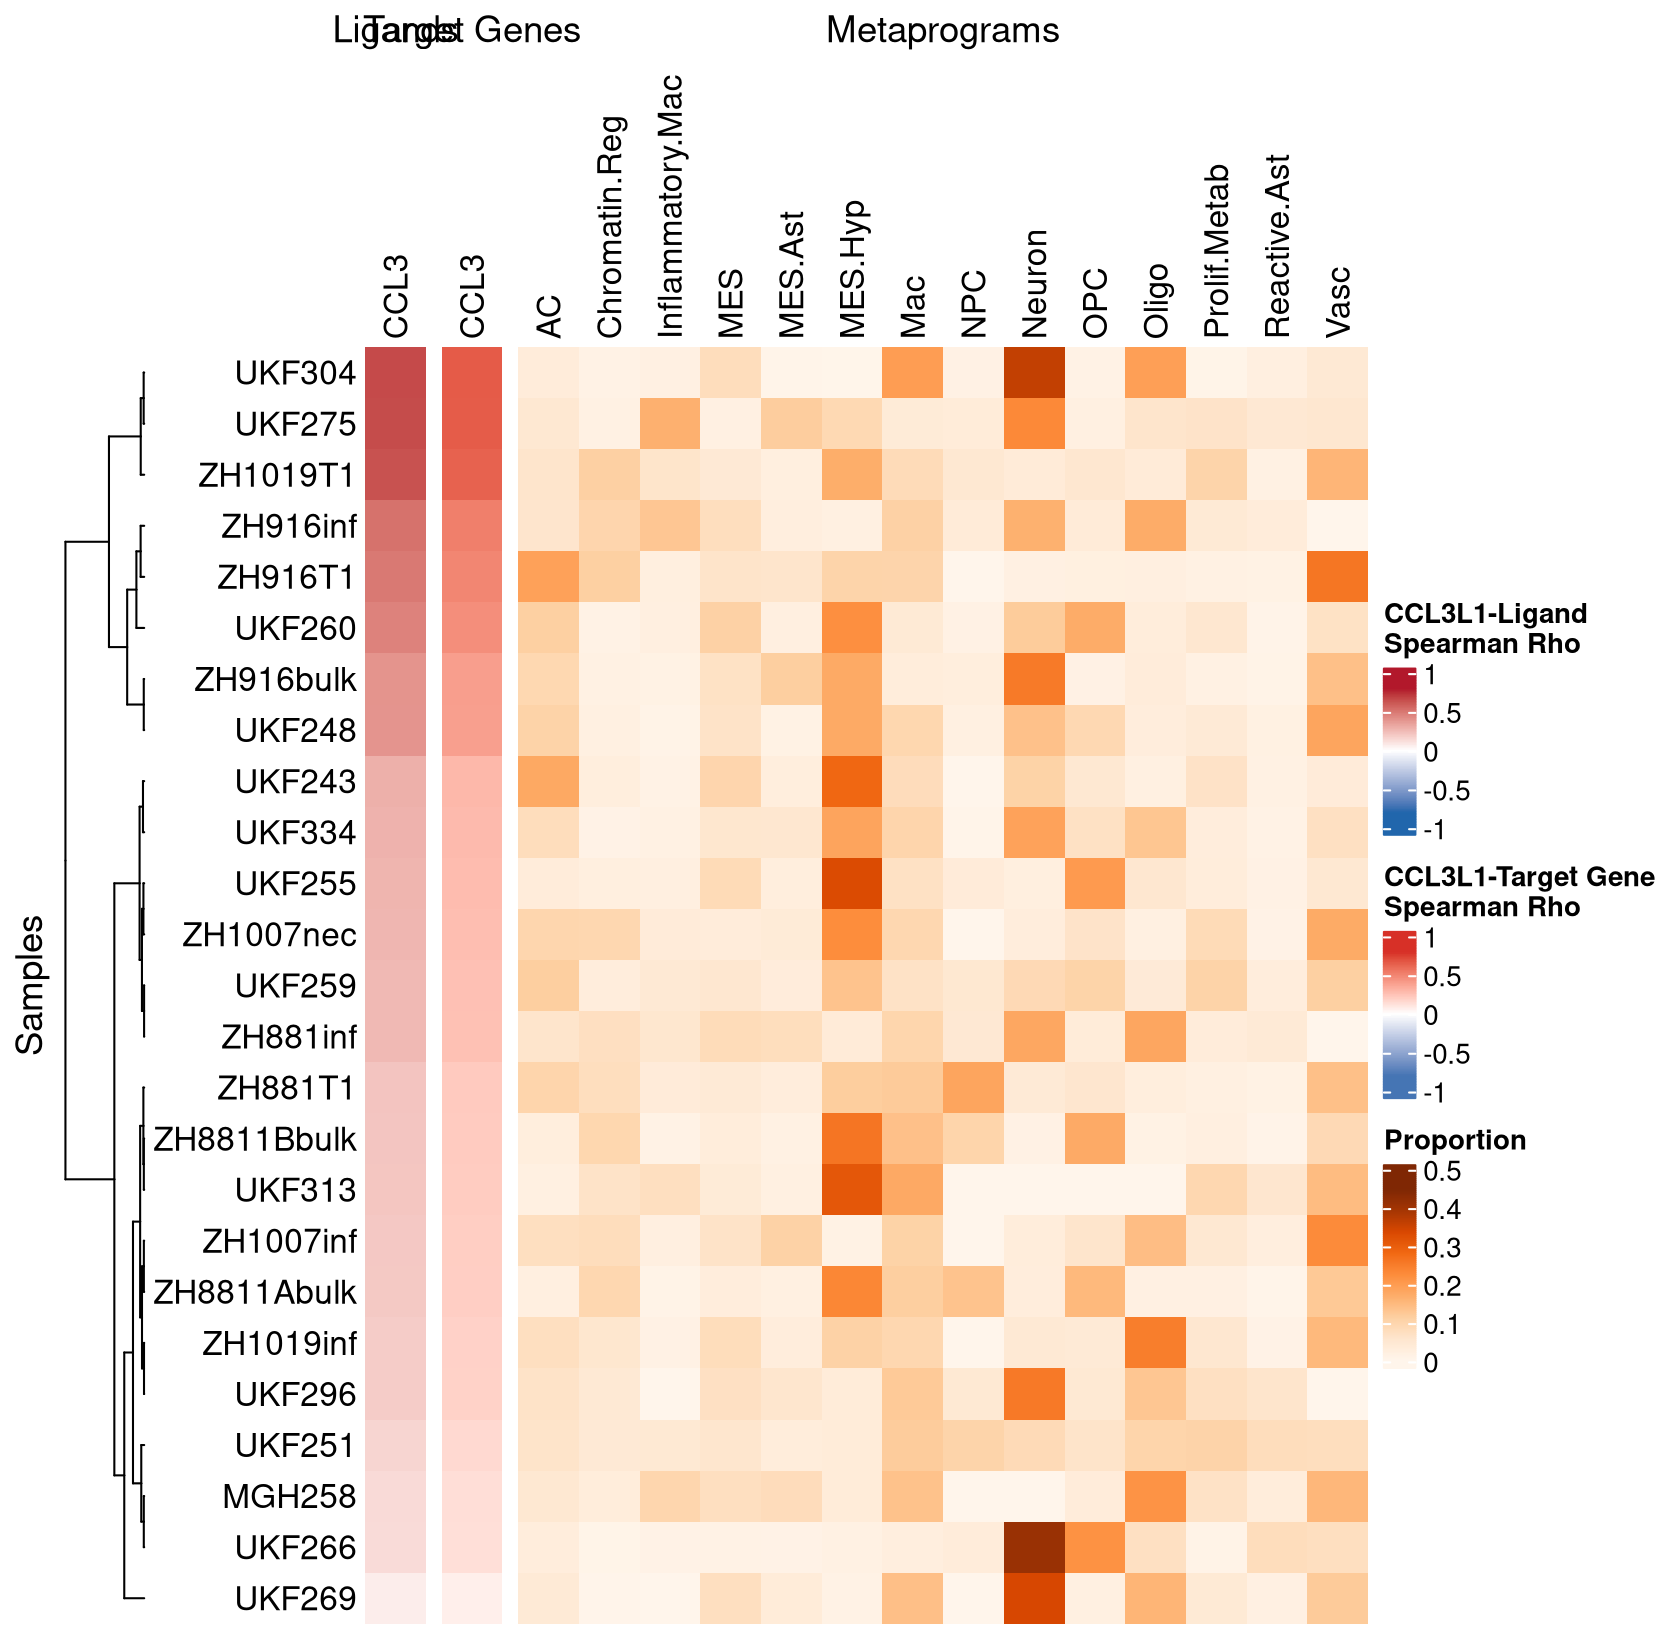 Ligands
Target Genes
Metaprograms
CCL3
CCL3
AC
Chromatin.Reg
Inflammatory.Mac
MES
MES.Ast
MES.Hyp
Mac
NPC
Neuron
OPC
Oligo
Prolif.Metab
Reactive.Ast
Vasc
Samples
UKF304
UKF275
ZH1019T1
ZH916inf
ZH916T1
UKF260
ZH916bulk
UKF248
UKF243
UKF334
UKF255
ZH1007nec
UKF259
ZH881inf
ZH881T1
ZH8811Bbulk
UKF313
ZH1007inf
ZH8811Abulk
ZH1019inf
UKF296
UKF251
MGH258
UKF266
UKF269
CCL3L1-Ligand
Spearman Rho
1
0.5
0
-0.5
-1
CCL3L1-Target Gene
Spearman Rho
1
0.5
0
-0.5
-1
Proportion
0.5
0.4
0.3
0.2
0.1
0